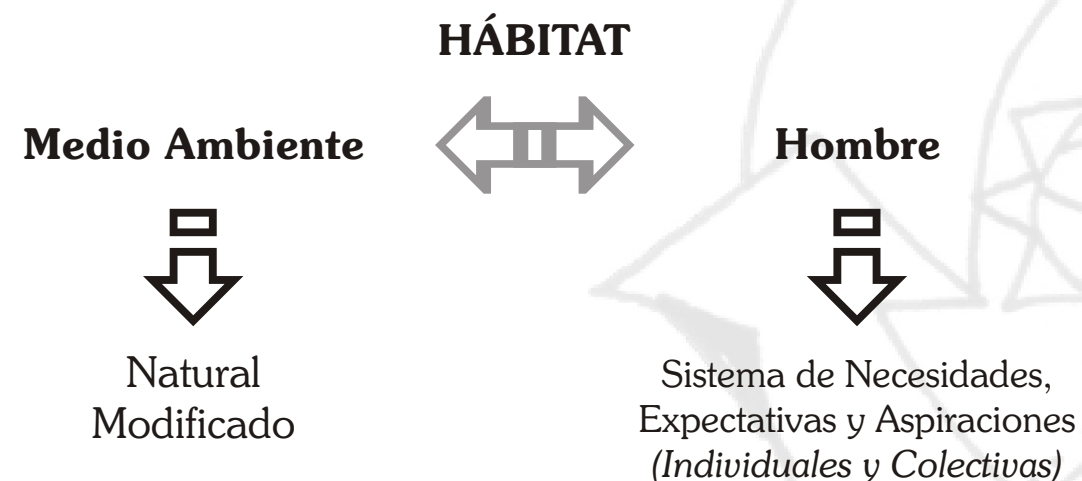 HÁBITAT
Medio Ambiente
Hombre
Natural
Modificado
Sistema de Necesidades,
Expectativas y Aspiraciones
(Individuales y Colectivas)